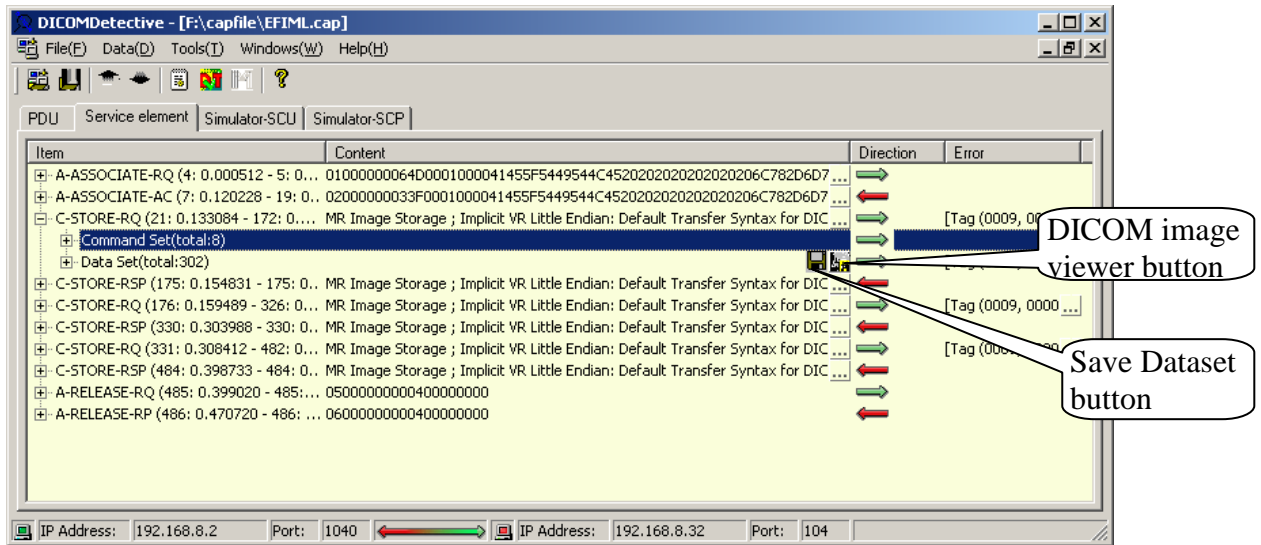 DICOMDetective - [F:\capfile\EFIML.cap]
File(F) Data(D) Tools(T) Windows(W) Help(H)
PDU Service element Simulator-SCU Simulator-SCP
Item Content Direction Error
A-ASSOCIATE-RQ (4: 0.000512 - 5: 0... 01000000064D0001000041455F5449544C4520202020202020206C782D6D7 ...
A-ASSOCIATE-AC (7: 0.120228 - 19: 0.. 02000000033F0001000041455F5449544C4520202020202020206C782D6D7 ...
C-STORE-RQ (21: 0.133084 - 172: 0.... MR Image Storage ; Implicit VR Little Endian: Default Transfer Syntax for DIC ... [Tag (0009,
Command Set(total:8)
DICOM image
viewer button
Data Set(total:302)
C-STORE-RSP (175: 0.154831 - 175: 0.. MR Image Storage ; Implicit VR Little Endian: Default Transfer Syntax for DIC ...
C-STORE-RQ (176: 0.159489 - 326: 0... MR Image Storage ; Implicit VR Little Endian: Default Transfer Syntax for DIC ... [Tag (0009, 0000 ...
C-STORE-RSP (330: 0.303988 - 330: 0.. MR Image Storage ; Implicit VR Little Endian: Default Transfer Syntax for DIC ...
C-STORE-RQ (331: 0.308412 - 482: 0... MR Image Storage ; Implicit VR Little Endian: Default Transfer Syntax for DIC ... [Tag
C-STORE-RSP (484: 0.398733 - 484: 0.. MR Image Storage ; Implicit VR Little Endian: Default Transfer Syntax for DIC ...
Save Dataset
button
A-RELEASE-RQ (485: 0.399020 - 485:... 05000000000400000000
A-RELEASE-RP (486: 0.470720 - 486: ... 06000000000400000000
IP Address: 192.168.8.2 Port: 1040 IP Address: 192.168.8.32 Port: 104